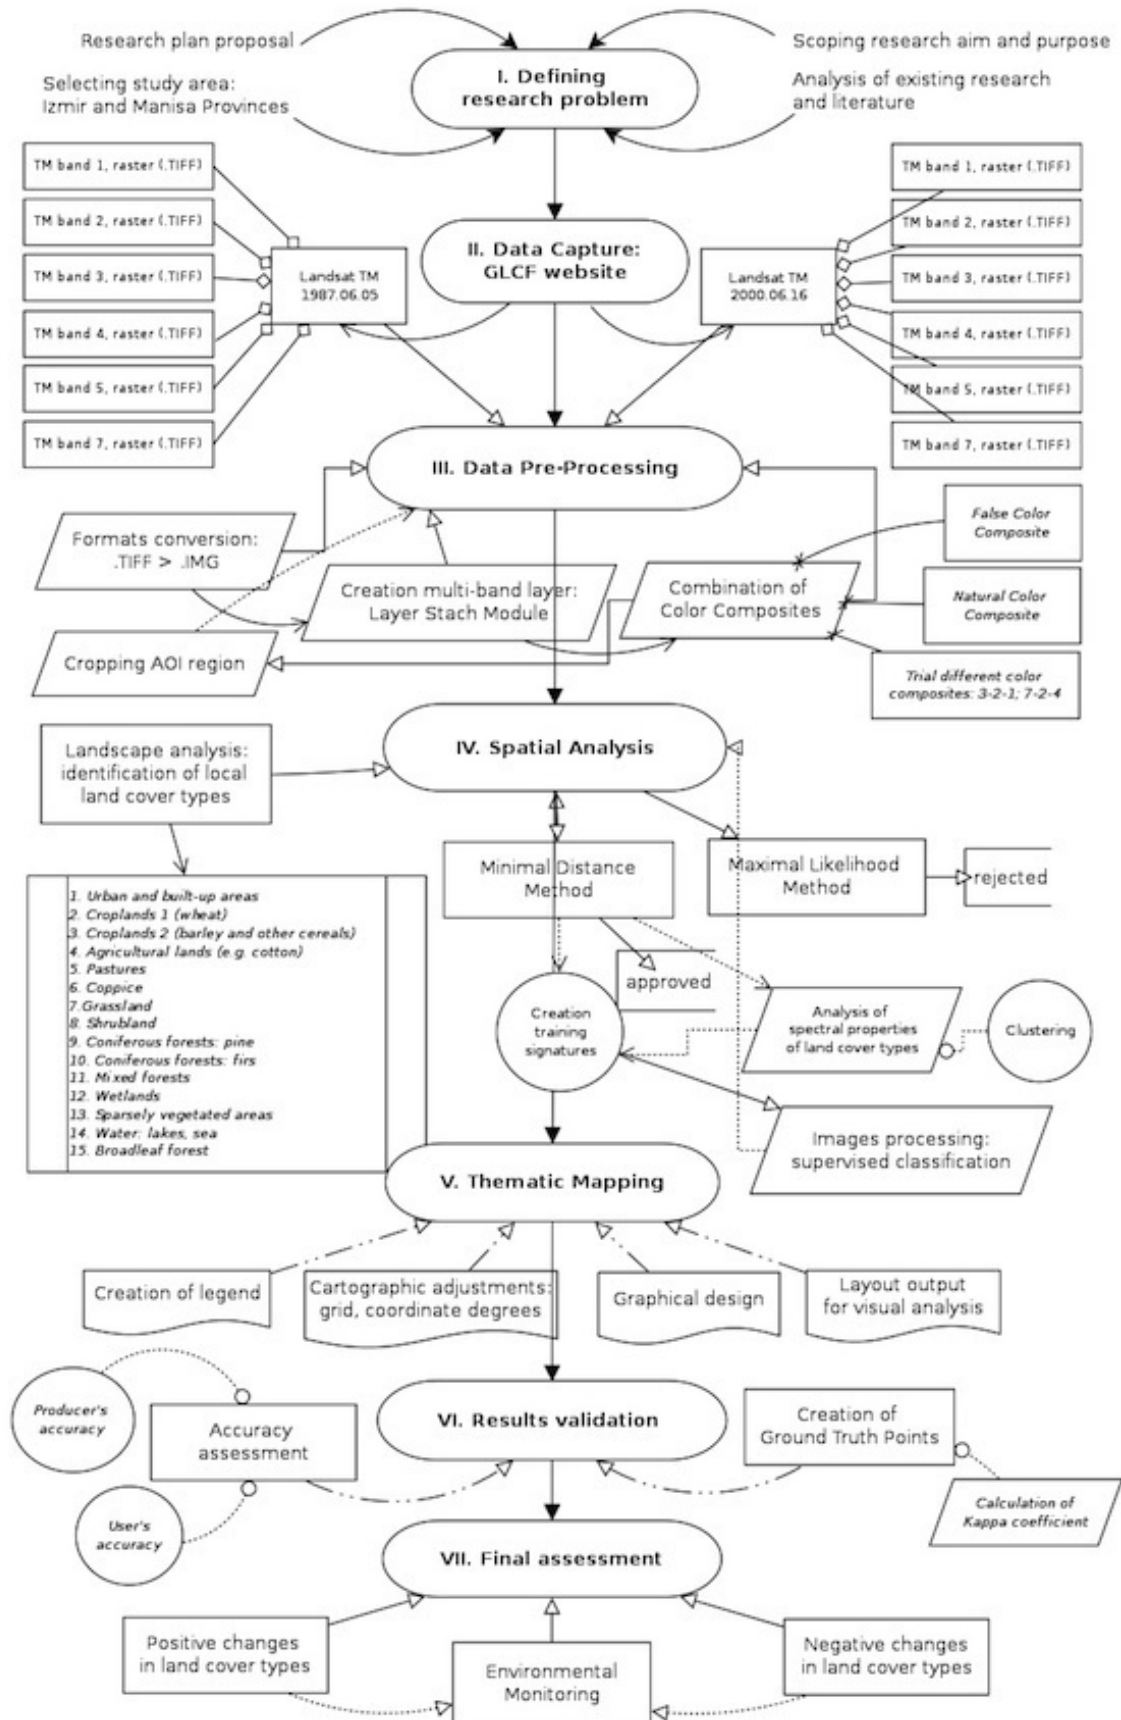 Research plan proposal
Scoping research aim and purpose
Selecting study area:
Izmir and Manisa Provinces
I. Defining
research problem
Analysis of existing research
and literature
TM band 1, raster (.TIFF)
TM band 2, raster (.TIFF)
TM band 3, raster (.TIFF)
TM band 4, raster (.TIFF)
TM band 5, raster (.TIFF)
TM band 7, raster (.TIFF)
Landsat TM
1987.06.05
II. Data Capture:
GLCF website
Landsat TM
2000.06.16
TM band 1, raster (.TIFF)
TM band 2, raster (.TIFF)
TM band 3, raster (.TIFF)
TM band 4, raster (.TIFF)
TM band 5, raster (.TIFF)
TM band 7, raster (.TIFF)
III. Data Pre-Processing
Formats conversion:
.TIFF > .IMG
Creation multi-band layer:
Layer Stach Module
Combination of
Color Composites
False Color
Composite
Natural Color
Composite
Trial different color
composites: 3-2-1; 7-2-4
Cropping AOI region
IV. Spatial Analysis
Landscape analysis:
identification of local
land cover types
Minimal Distance
Method
Maximal Likelihood
Method
rejected
1. Urban and built-up areas
2. Croplands 1 (wheat)
3. Croplands 2 (barley and other cereals)
4. Agricultural lands (e.g. cotton)
5. Pastures
6. Coppice
7.Grassland
8. Shrubland
9. Coniferous forests: pine
10. Coniferous forests: firs
11. Mixed forests
12. Wetlands
13. Sparsely vegetated areas
14. Water: lakes, sea
15. Broadleaf forest
approved
Creation
training
signatures
Analysis of
spectral properties
of land cover types
Clustering
Images processing:
supervised classification
V. Thematic Mapping
Creation of legend
Cartographic adjustments:
grid, coordinate degrees
Graphical design
Layout output
for visual analysis
Producer's
accuracy
Accuracy
assessment
User's
accuracy
VI. Results validation
Creation of
Ground Truth Points
Calculation of
Kappa coefficient
VII. Final assessment
Positive changes
in land cover types
Environmental
Monitoring
Negative changes
in land cover types